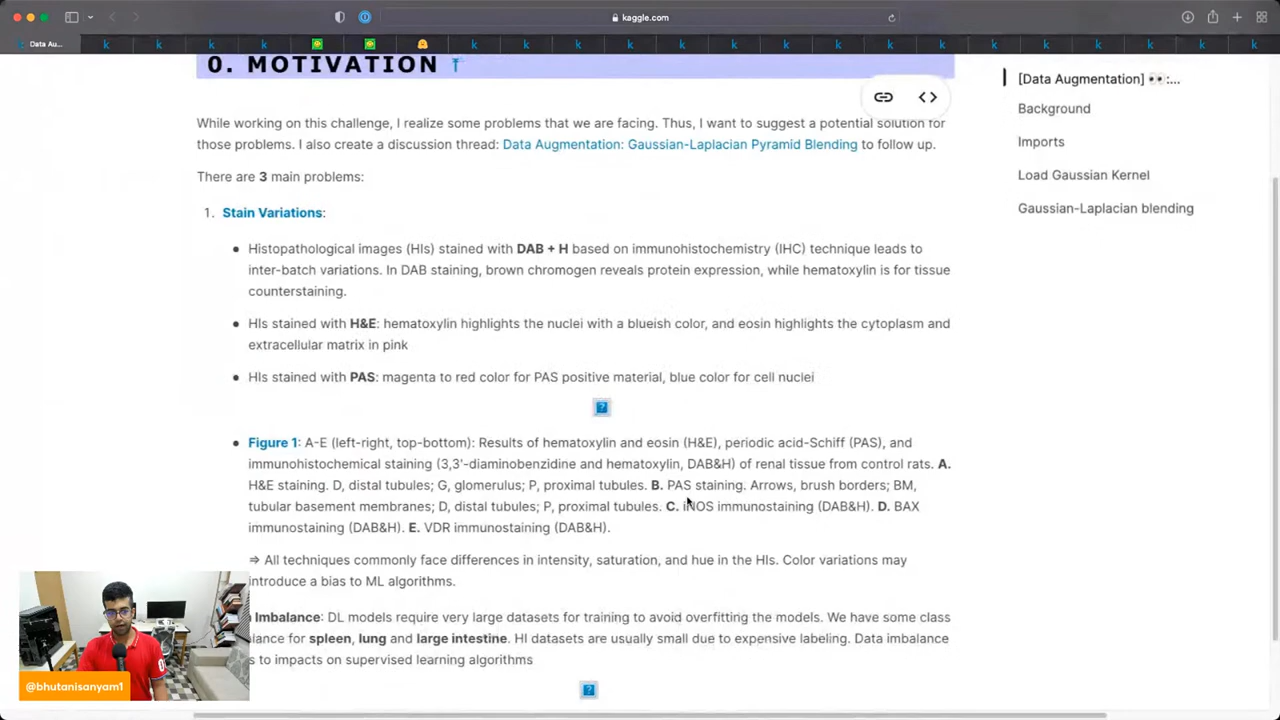 kaggle.com
Data Au...
0. MOTIVATION
[Data Augmentation] 👀:...
Background
Imports
Load Gaussian Kernel
Gaussian-Laplacian blending
While working on this challenge, I realize some problems that we are facing. Thus, I want to suggest a potential solution for
those problems. I also create a discussion thread: Data Augmentation: Gaussian-Laplacian Pyramid Blending to follow up.
There are 3 main problems:
1. Stain Variations:
• Histopathological images (HIs) stained with DAB + H based on immunohistochemistry (IHC) technique leads to
inter-batch variations. In DAB staining, brown chromogen reveals protein expression, while hematoxylin is for tissue
counterstaining.
• HIs stained with H&E: hematoxylin highlights the nuclei with a blueish color, and eosin highlights the cytoplasm and
extracellular matrix in pink
• HIs stained with PAS: magenta to red color for PAS positive material, blue color for cell nuclei
• Figure 1: A-E (left-right, top-bottom): Results of hematoxylin and eosin (H&E), periodic acid-Schiff (PAS), and
immunohistochemical staining (3,3'-diaminobenzidine and hematoxylin, DAB&H) of renal tissue from control rats. A.
H&E staining. D, distal tubules; G, glomerulus; P, proximal tubules. B. PAS staining. Arrows, brush borders; BM,
tubular basement membranes; D, distal tubules; P, proximal tubules. C. iNOS immunostaining (DAB&H). D. BAX
immunostaining (DAB&H). E. VDR immunostaining (DAB&H).
⇒ All techniques commonly face differences in intensity, saturation, and hue in the HIs. Color variations may
introduce a bias to ML algorithms.
Imbalance: DL models require very large datasets for training to avoid overfitting the models. We have some class
lance for spleen, lung and large intestine. HI datasets are usually small due to expensive labeling. Data imbalance
s to impacts on supervised learning algorithms
@bhutanisanyam1